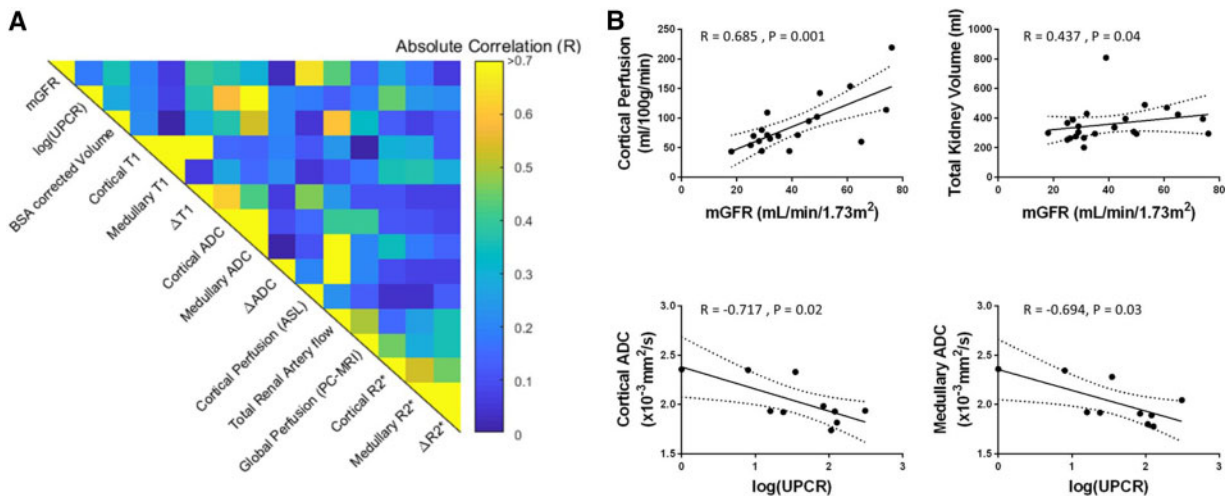 A
Absolute Correlation (R)
>0.7
0.6
0.5
0.4
0.3
0.2
0.1
0
mGFR
log(UPCR)
BSA corrected Volume
Cortical T1
Medullary T1
ΔT1
Cortical ADC
Medullary ADC
ΔADC
Cortical Perfusion (ASL)
Total Renal Artery flow
Global Perfusion (PC-MRI)
Cortical R2*
Medullary R2*
ΔR2*
B
R = 0.685 , P = 0.001
Cortical Perfusion
(ml/100g/min)
250
200
150
100
50
0
0 20 40 60 80
mGFR (mL/min/1.73m²)
R = 0.437 , P = 0.04
Total Kidney Volume (ml)
1000
800
600
400
200
0
0 20 40 60 80
mGFR (mL/min/1.73m²)
R = -0.717 , P = 0.02
Cortical ADC
(x10⁻³mm²/s)
3.0
2.5
2.0
1.5
0 1 2 3
log(UPCR)
R = -0.694, P = 0.03
Medullary ADC
(x10⁻³mm²/s)
3.0
2.5
2.0
1.5
0 1 2 3
log(UPCR)